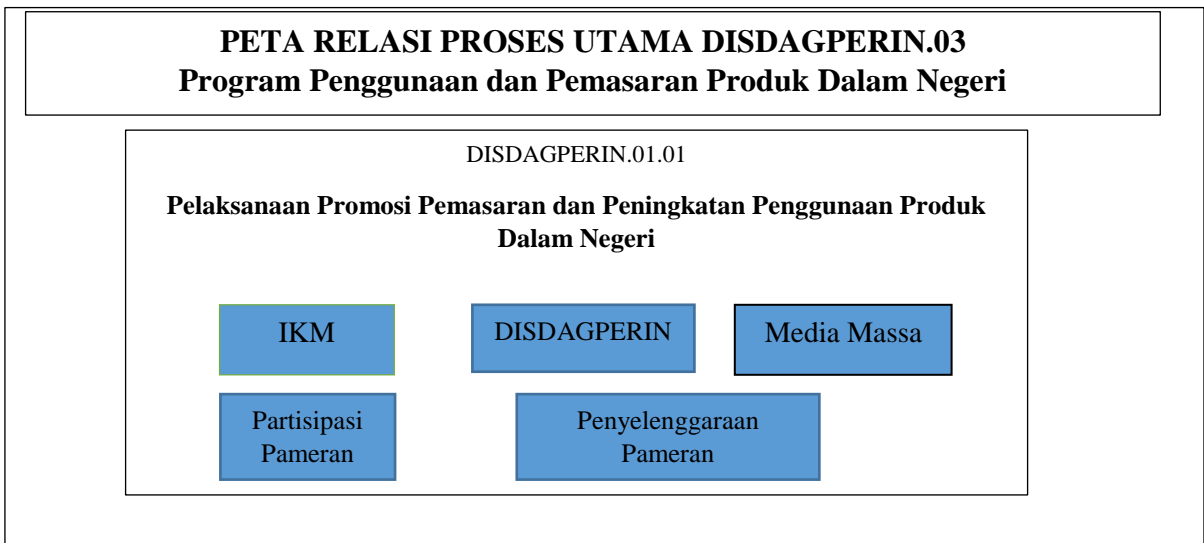 PETA RELASI PROSES UTAMA DISDAGPERIN.03
Program Penggunaan dan Pemasaran Produk Dalam Negeri
DISDAGPERIN.01.01
Pelaksanaan Promosi Pemasaran dan Peningkatan Penggunaan Produk
Dalam Negeri
IKM
DISDAGPERIN
Media Massa
Partisipasi
Pameran
Penyelenggaraan
Pameran